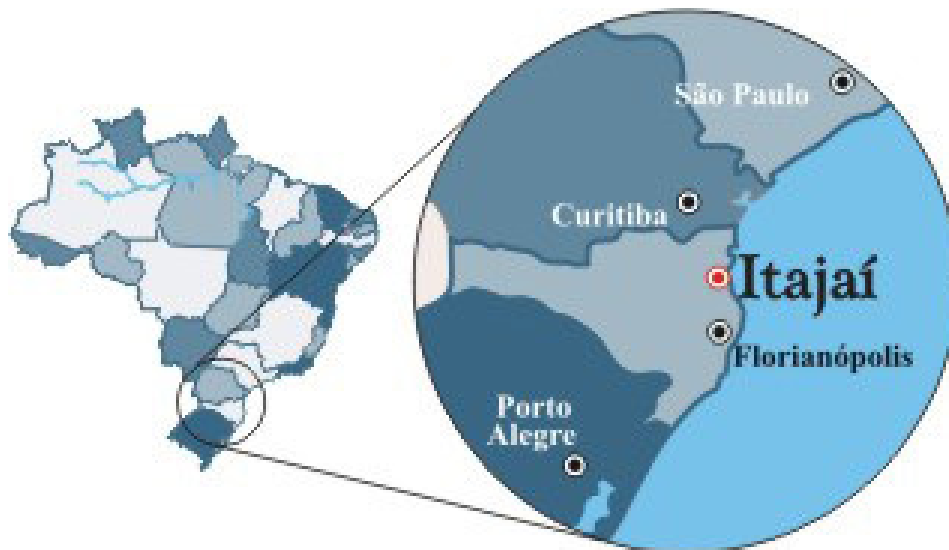 São Paulo
Curitiba
Itajaí
Florianópolis
Porto
Alegre